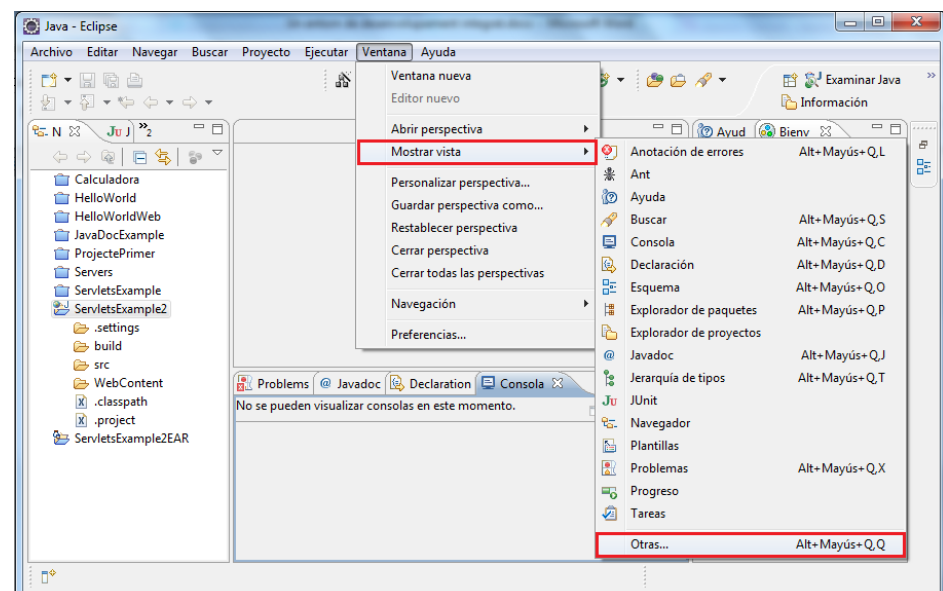 Java - Eclipse
Archivo Editar Navegar Buscar Proyecto Ejecutar Ventana Ayuda
Examinar Java »
Información
N JU J »2
Ayud Bienv
Calculadora
HelloWorld
HelloWorldWeb
JavaDocExample
ProjectePrimer
Servers
ServletsExample
ServletsExample2
.settings
build
src
WebContent
.classpath
.project
ServletsExample2EAR
Ventana nueva
Editor nuevo
Abrir perspectiva
Mostrar vista
Personalizar perspectiva...
Guardar perspectiva como...
Restablecer perspectiva
Cerrar perspectiva
Cerrar todas las perspectivas
Navegación
Preferencias...
Anotación de errores Alt+Mayús+Q,L
Ant
Ayuda
Buscar Alt+Mayús+Q,S
Consola Alt+Mayús+Q,C
Declaración Alt+Mayús+Q,D
Esquema Alt+Mayús+Q,O
Explorador de paquetes Alt+Mayús+Q,P
Explorador de proyectos
@ Javadoc Alt+Mayús+Q,J
Jerarquía de tipos Alt+Mayús+Q,T
JU JUnit
Navegador
Plantillas
Problemas Alt+Mayús+Q,X
Progreso
Tareas
Otras... Alt+Mayús+Q,Q
Problems @ Javadoc Declaration Consola
No se pueden visualizar consolas en este momento.